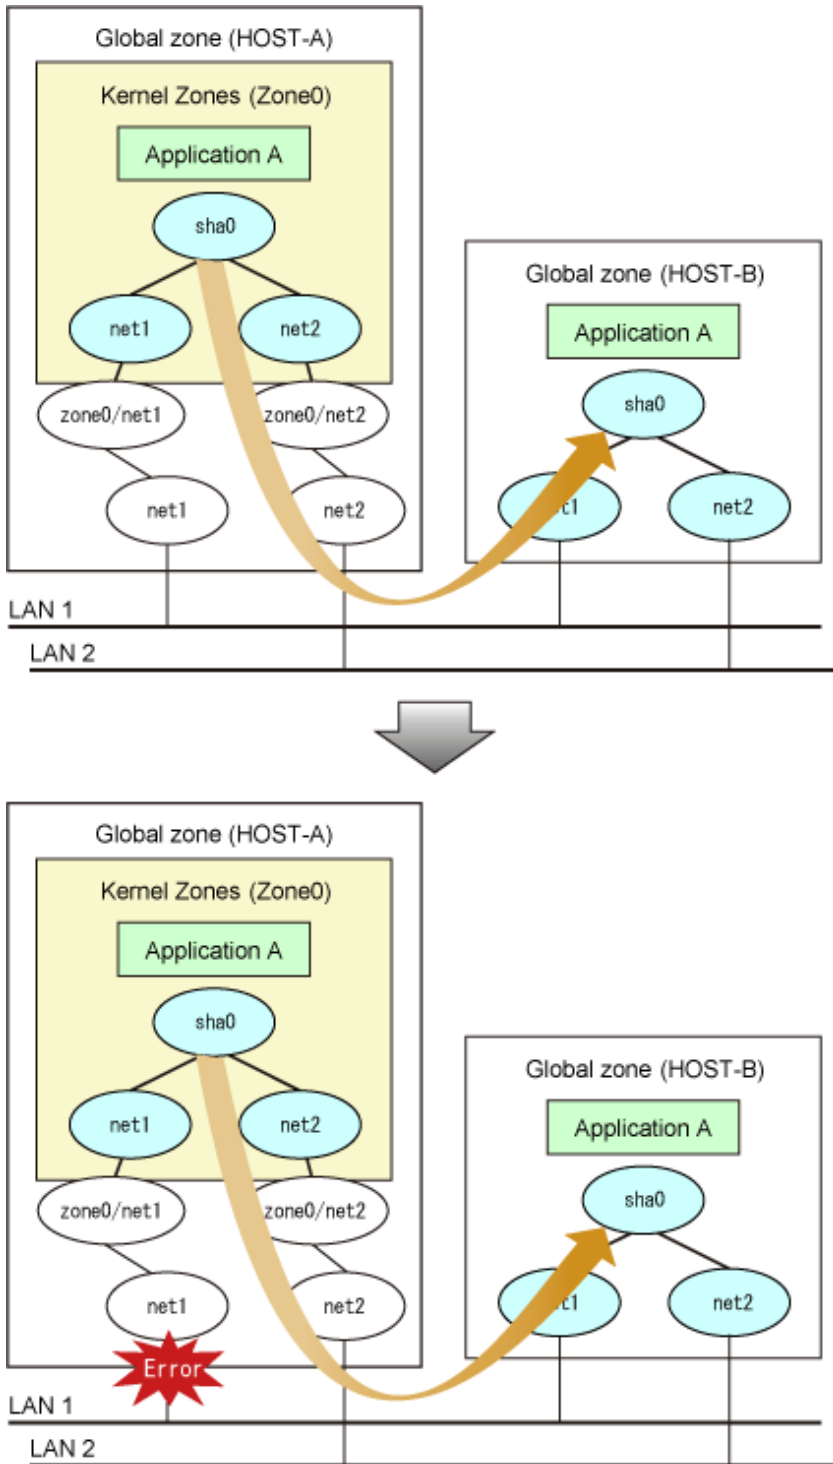 Global zone (HOST-A)
Kernel Zones (Zone0)
Application A
sha0
Global zone (HOST-B)
net1
net2
Application A
zone0/net1
zone0/net2
sha0
net1
net2
net2
LAN 1
LAN 2
Global zone (HOST-A)
Kernel Zones (Zone0)
Application A
sha0
Global zone (HOST-B)
net1
net2
Application A
zone0/net1
zone0/net2
sha0
net1
net2
net2
Error
LAN 1
LAN 2